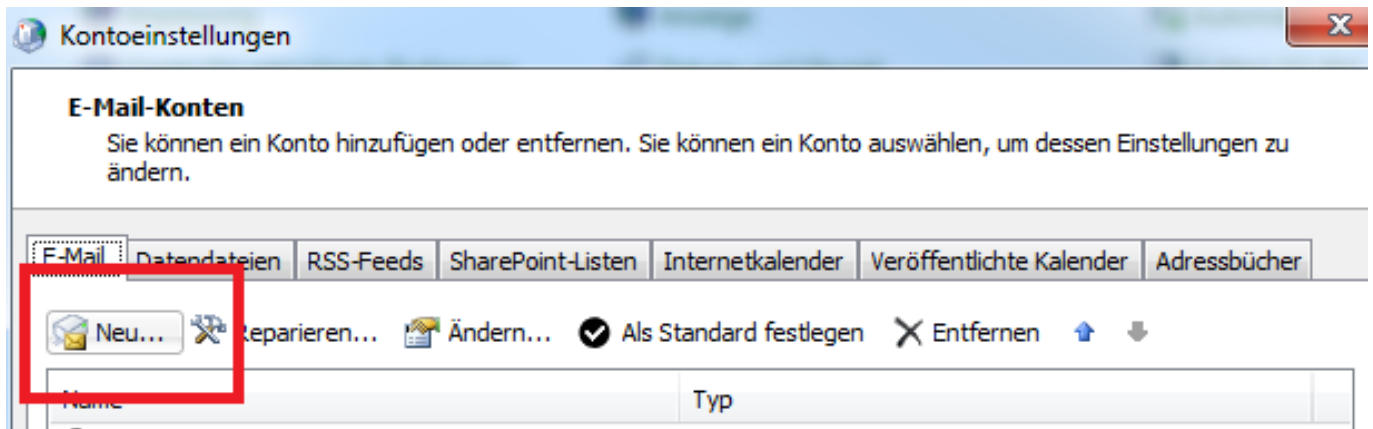 Kontoeinstellungen
E-Mail-Konten
Sie können ein Konto hinzufügen oder entfernen. Sie können ein Konto auswählen, um dessen Einstellungen zu
ändern.
E-Mail Datendateien RSS-Feeds SharePoint-Listen Internetkalender Veröffentlichte Kalender Adressbücher
Neu... Reparieren... Ändern... Als Standard festlegen Entfernen
Name Typ